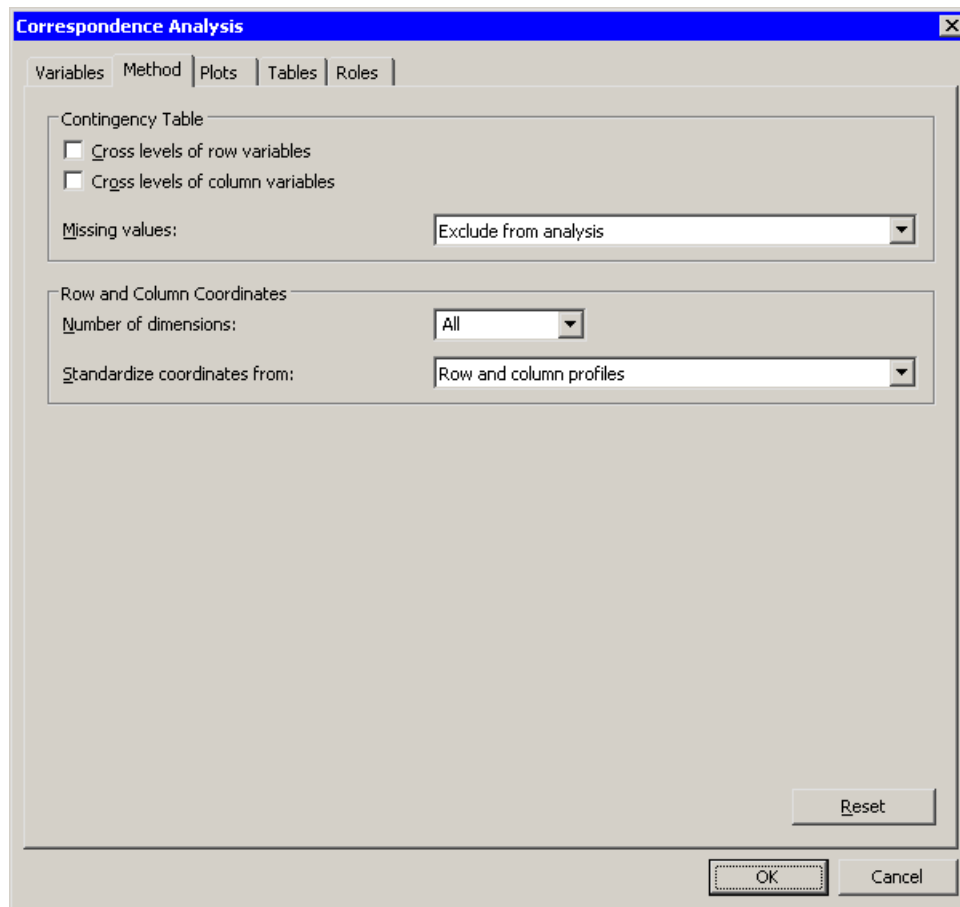 Correspondence Analysis
Variables Method Plots Tables Roles
Contingency Table
Cross levels of row variables
Cross levels of column variables
Missing values: Exclude from analysis
Row and Column Coordinates
Number of dimensions: All
Standardize coordinates from: Row and column profiles
Reset
OK Cancel